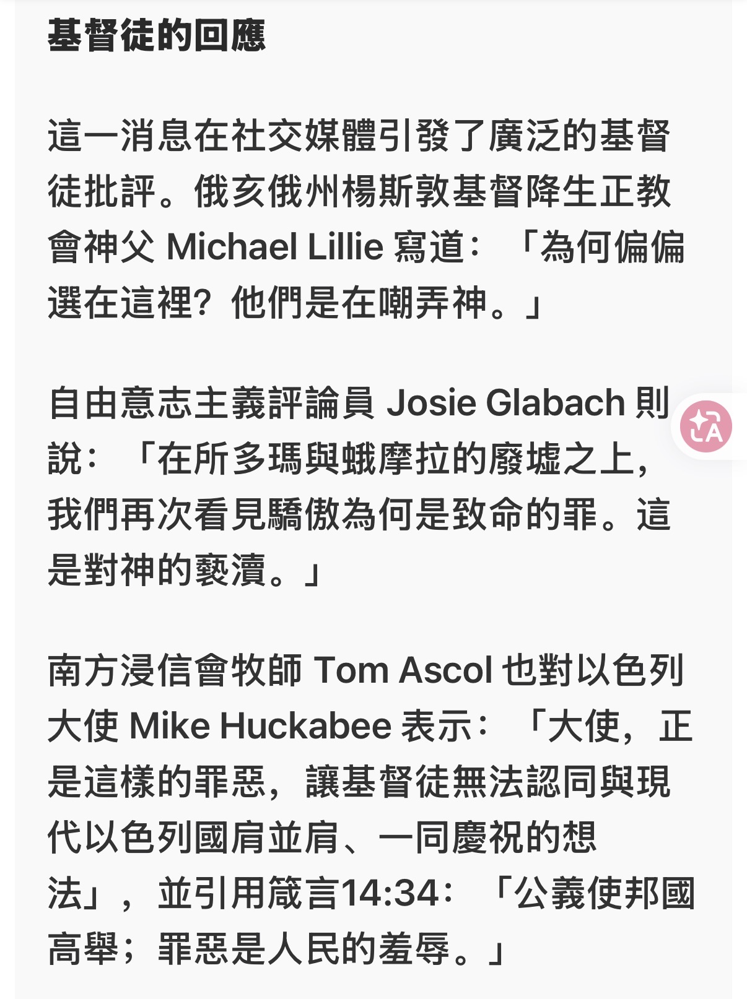 基督徒的回應
這一消息在社交媒體引發了廣泛的基督
徒批評。俄亥俄州楊斯敦基督降生正教
會神父 Michael Lillie 寫道：「為何偏偏
選在這裡？他們是在嘲弄神。」
自由意志主義評論員 Josie Glabach 則
說：「在所多瑪與蛾摩拉的廢墟之上，
我們再次看見驕傲為何是致命的罪。這
是對神的褻瀆。」
南方浸信會牧師 Tom Ascol 也對以色列
大使 Mike Huckabee 表示：「大使，正
是這樣的罪惡，讓基督徒無法認同與現
代以色列國肩並肩、一同慶祝的想
法」，並引用箴言14:34：「公義使邦國
高舉；罪惡是人民的羞辱。」
A